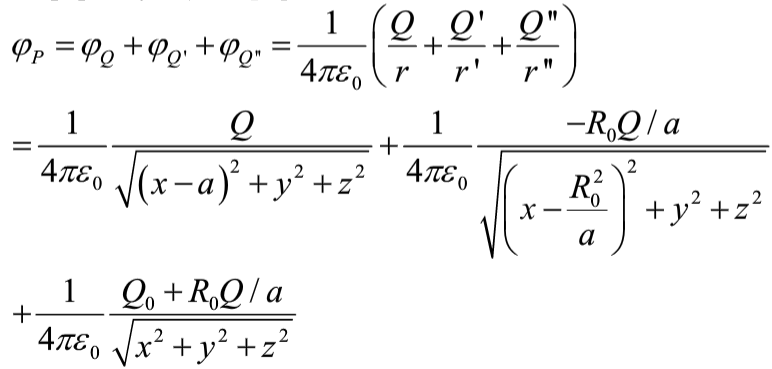 φ_P = φ_Q + φ_{Q'} + φ_{Q"} = \frac{1}{4πε_0} \left( \frac{Q}{r} + \frac{Q'}{r'} + \frac{Q"}{r"} \right)
= \frac{1}{4πε_0} \frac{Q}{\sqrt{(x-a)^2 + y^2 + z^2}} + \frac{1}{4πε_0} \frac{-R_0Q/a}{\sqrt{\left( x - \frac{R_0^2}{a} \right)^2 + y^2 + z^2}}
+ \frac{1}{4πε_0} \frac{Q_0 + R_0Q/a}{\sqrt{x^2 + y^2 + z^2}}